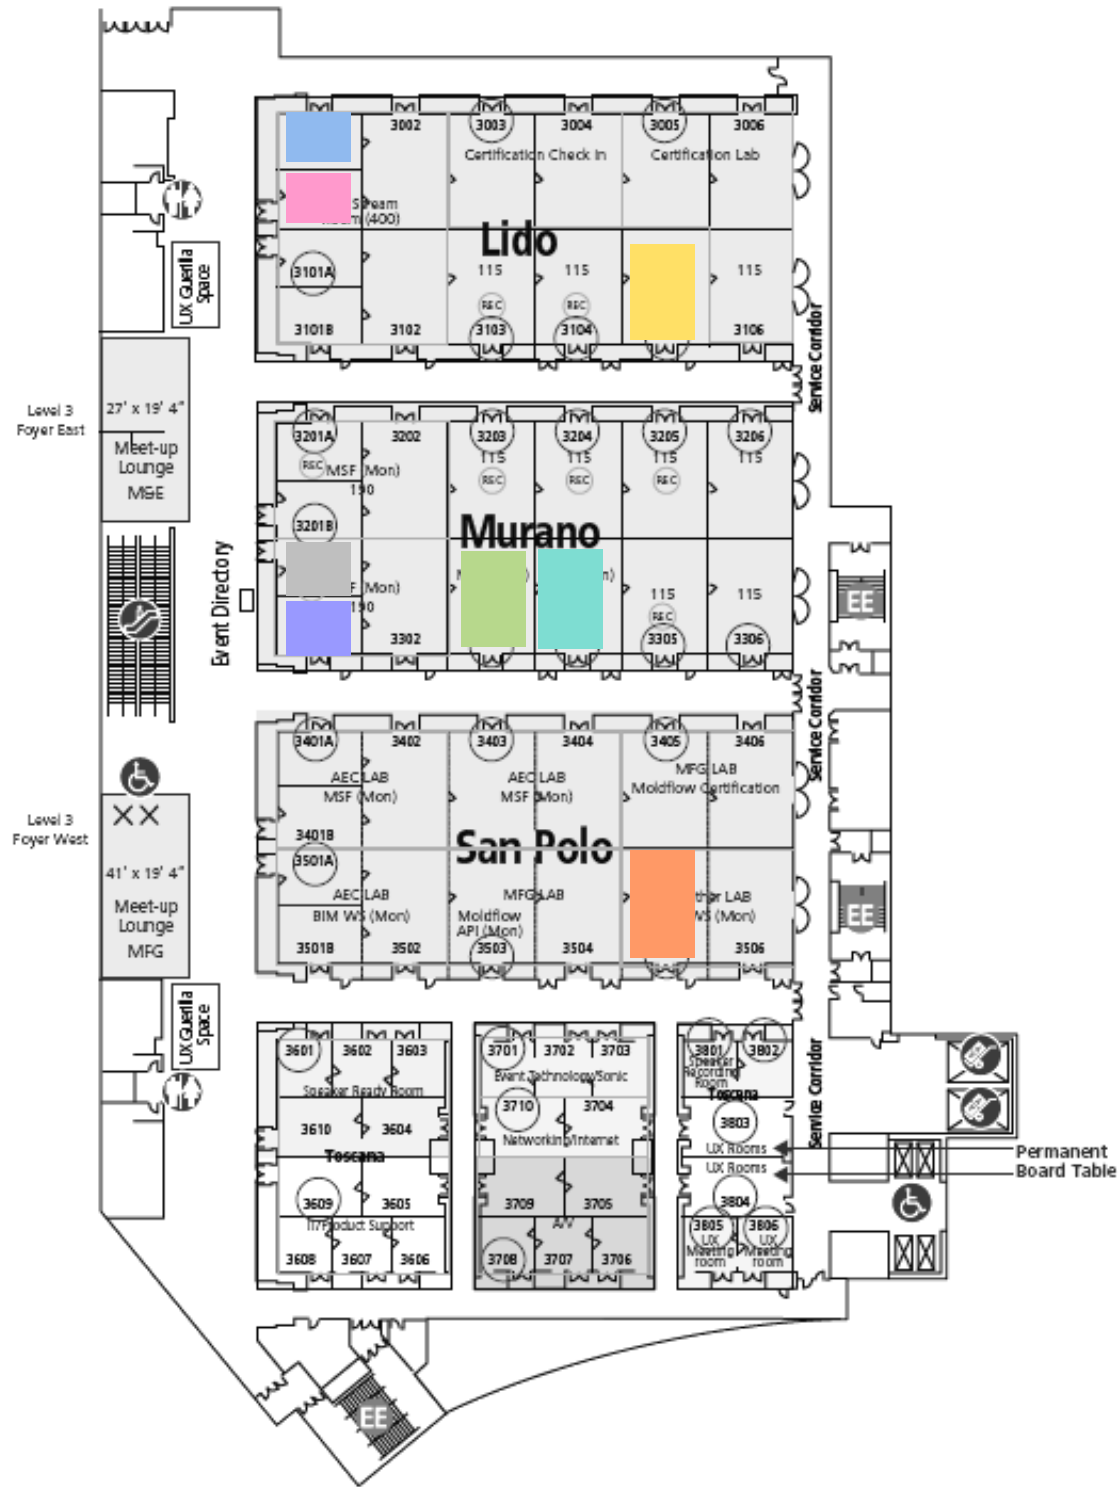 3002
3003
3004
3005
3006
Certification Check In
Certification Lab
(400)
Lido
3101A
115
115
115
REC
REC
3101B
3102
3103
3104
3106
UX Guerilla
Space
Service Corridor
Level 3
Foyer East
27' x 19' 4"
Meet-up
Lounge
M&E
3201A
3202
3203
3204
3205
3206
115
115
115
115
REC
MSF (Mon)
190
REC
REC
REC
3201B
Murano
(Mon)
190
115
115
REC
3302
3305
3306
Event Directory
EE
Service Corridor
3401A
3402
3403
3404
3405
3406
AEC LAB
MSF (Mon)
AEC LAB
MSF (Mon)
MFG LAB
Moldflow Certification
3401B
San Polo
3501A
AEC LAB
BIM WS (Mon)
MFG LAB
Moldflow
API (Mon)
LAB
(Mon)
3501B
3502
3503
3504
3506
Level 3
Foyer West
41' x 19' 4"
Meet-up
Lounge
MFG
EE
UX Guerilla
Space
3601
3602
3603
Speaker Ready Room
3610
3604
Toscana
3609
3605
IT/Product Support
3608
3607
3606
3701
3702
3703
Event Technology/Sonic
3710
3704
Networking/Internet
3709
3705
A/V
3708
3707
3706
3801
3802
Speaker
Recording
Room
Toscana
3803
UX Rooms
UX Rooms
3804
3805
3806
UX
Meeting
room
UX
Meeting
room
Service Corridor
Permanent
Board Table
EE